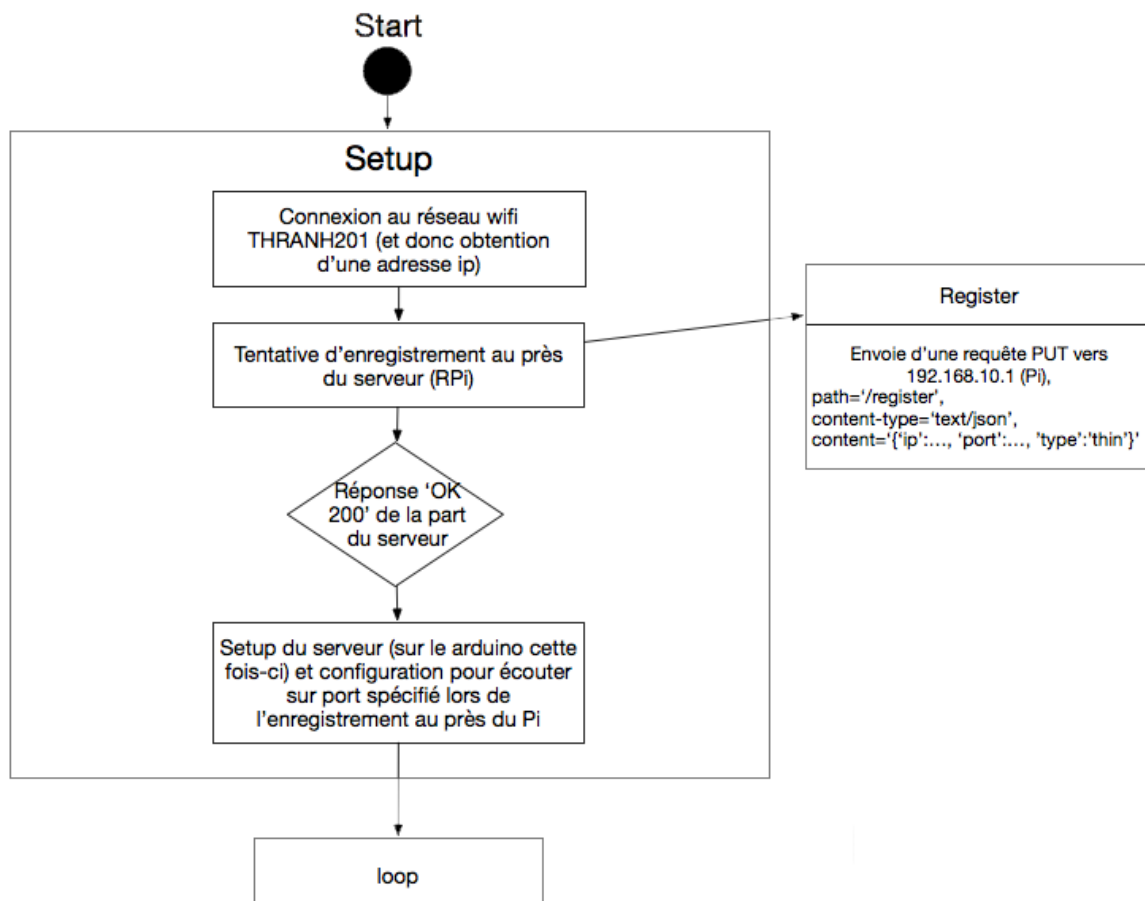 Start
Setup
Connexion au réseau wifi
THRANH201 (et donc obtention
d'une adresse ip)
Tentative d'enregistrement au près
du serveur (RPi)
Register
Envoie d'une requête PUT vers
192.168.10.1 (Pi),
path='/register',
content-type='text/json',
content='{'ip':..., 'port':..., 'type':'thin'}'
Réponse 'OK
200' de la part
du serveur
Setup du serveur (sur le arduino cette
fois-ci) et configuration pour écouter
sur port spécifié lors de
l'enregistrement au près du Pi
loop